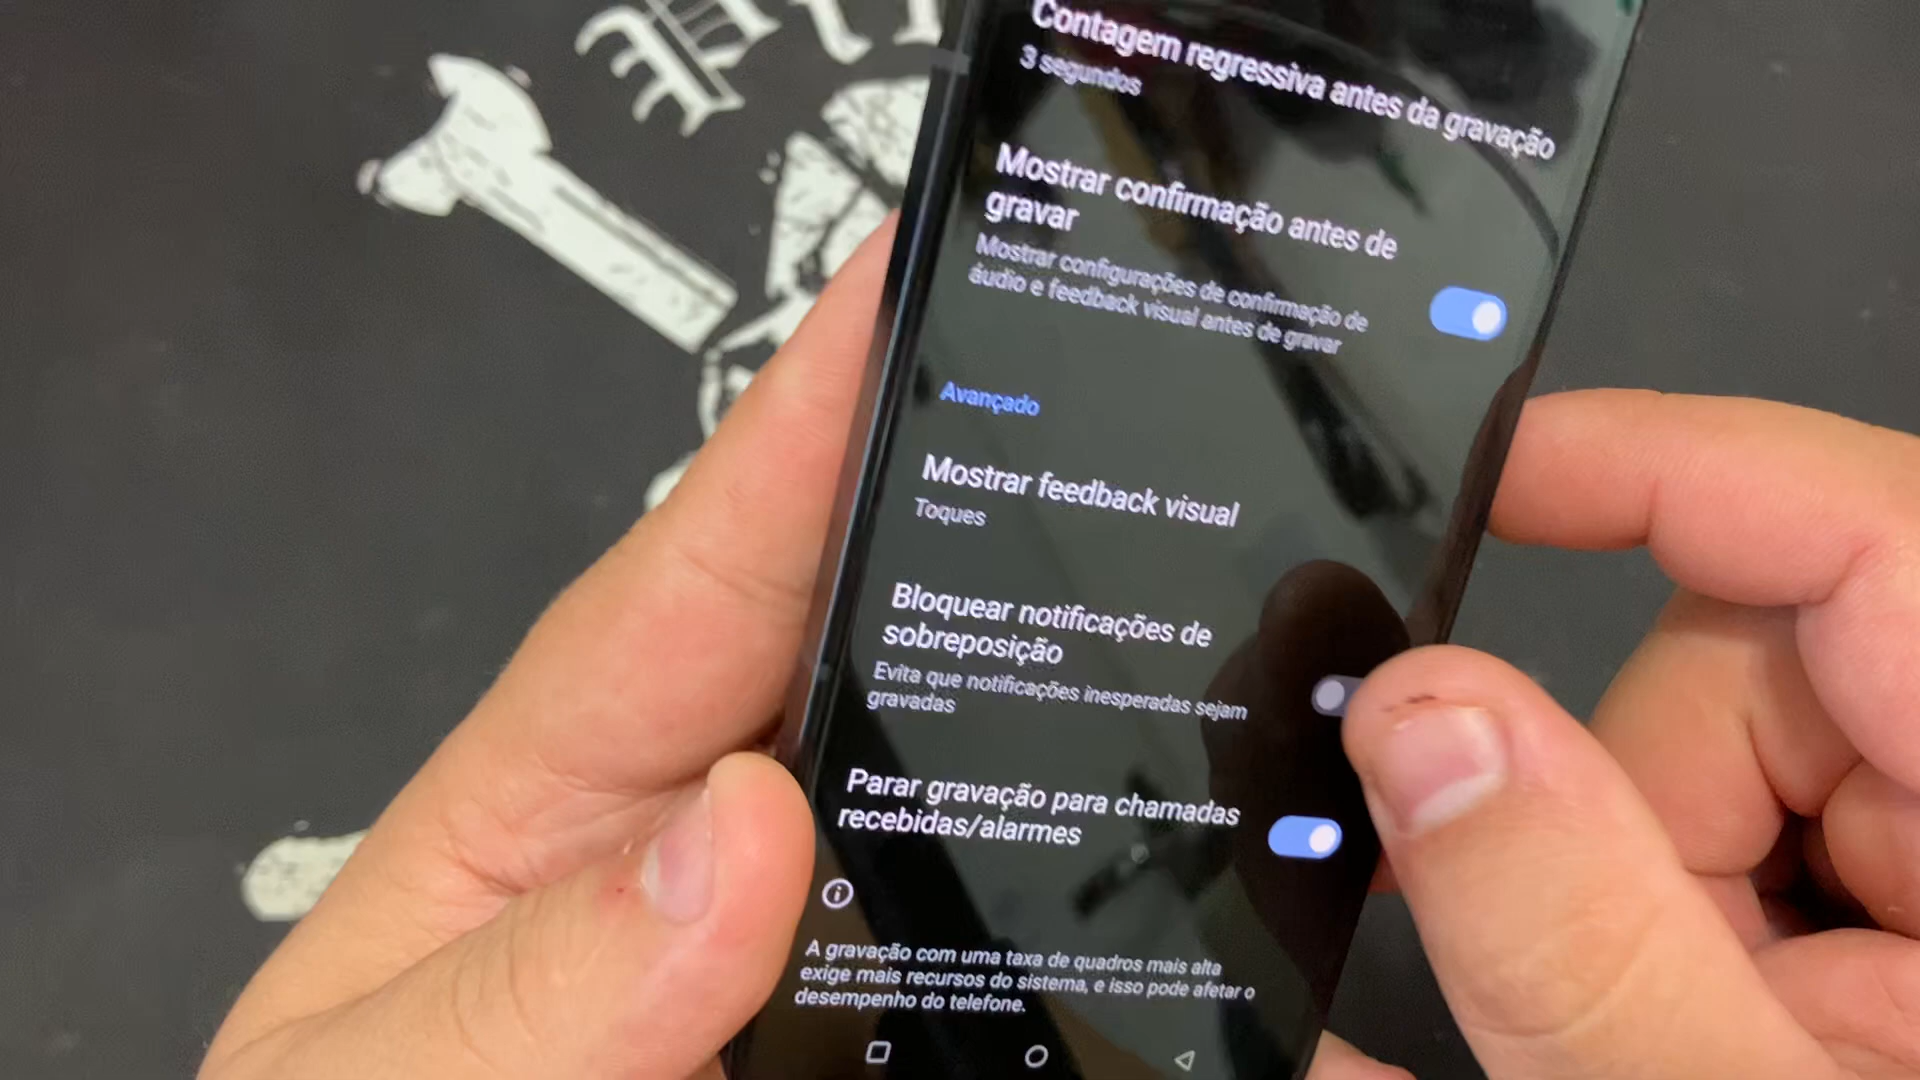 Contagem regressiva antes da gravação
3 segundos
Mostrar confirmação antes de
gravar
Mostrar configurações de confirmação de
áudio e feedback visual antes de gravar
Avançado
Mostrar feedback visual
Toques
Bloquear notificações de
sobreposição
Evita que notificações inesperadas sejam
gravadas
Parar gravação para chamadas
recebidas/alarmes
A gravação com uma taxa de quadros mais alta
exige mais recursos do sistema, e isso pode afetar o
desempenho do telefone.